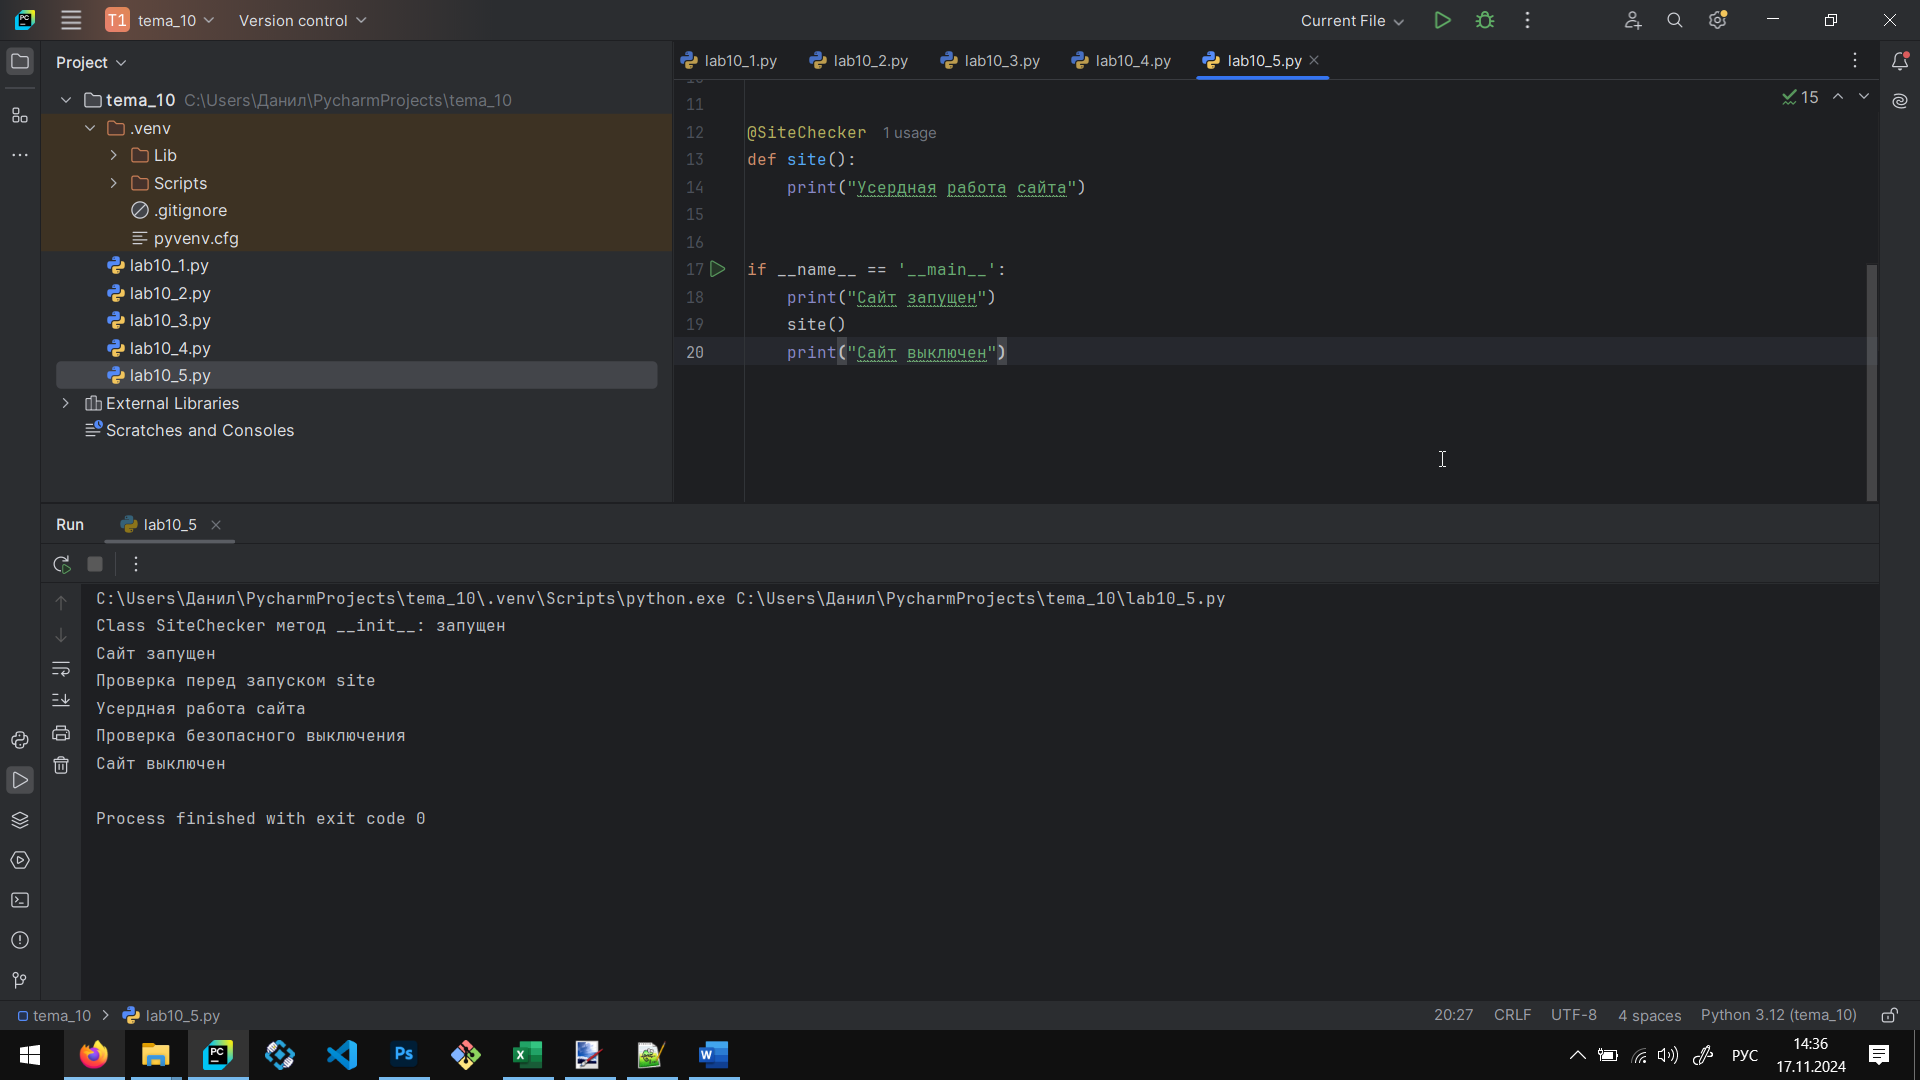 T1 tema_10 Version control Current File
Project
lab10_1.py lab10_2.py lab10_3.py lab10_4.py lab10_5.py
tema_10 C:\Users\Данил\PycharmProjects\tema_10
.venv
Lib
Scripts
.gitignore
pyvenv.cfg
lab10_1.py
lab10_2.py
lab10_3.py
lab10_4.py
lab10_5.py
External Libraries
Scratches and Consoles
15
11
12 @SiteChecker 1 usage
13 def site():
14 print("Усердная работа сайта")
15
16
17 if __name__ == '__main__':
18 print("Сайт запущен")
19 site()
20 print("Сайт выключен")
Run lab10_5
C:\Users\Данил\PycharmProjects\tema_10\.venv\Scripts\python.exe C:\Users\Данил\PycharmProjects\tema_10\lab10_5.py
Class SiteChecker метод __init__: запущен
Сайт запущен
Проверка перед запуском site
Усердная работа сайта
Проверка безопасного выключения
Сайт выключен
Process finished with exit code 0
tema_10 lab10_5.py 20:27 CRLF UTF-8 4 spaces Python 3.12 (tema_10)
РУС
14:36
17.11.2024